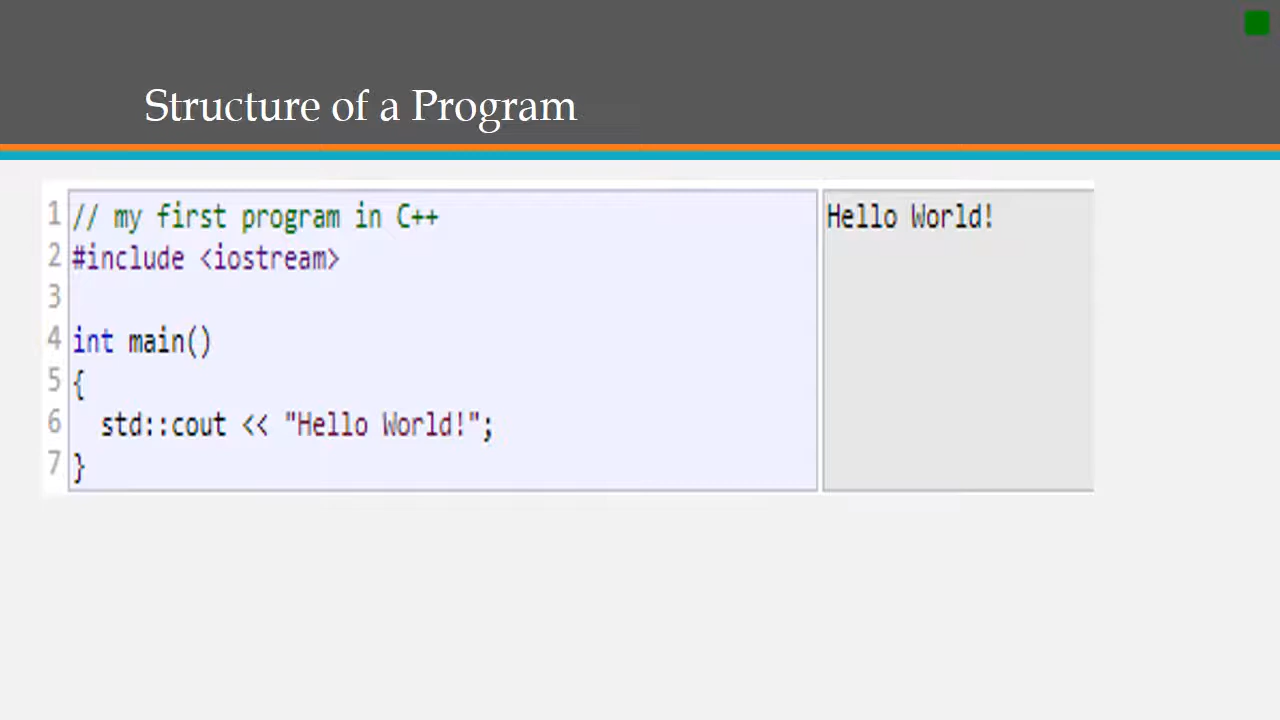 Structure of a Program
1 // my first program in C++
2 #include <iostream>
3
4 int main()
5 {
6   std::cout << "Hello World!";
7 }
Hello World!